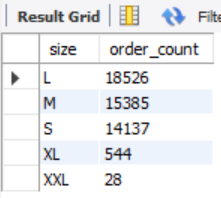 Result Grid Filte
size order_count
L 18526
M 15385
S 14137
XL 544
XXL 28